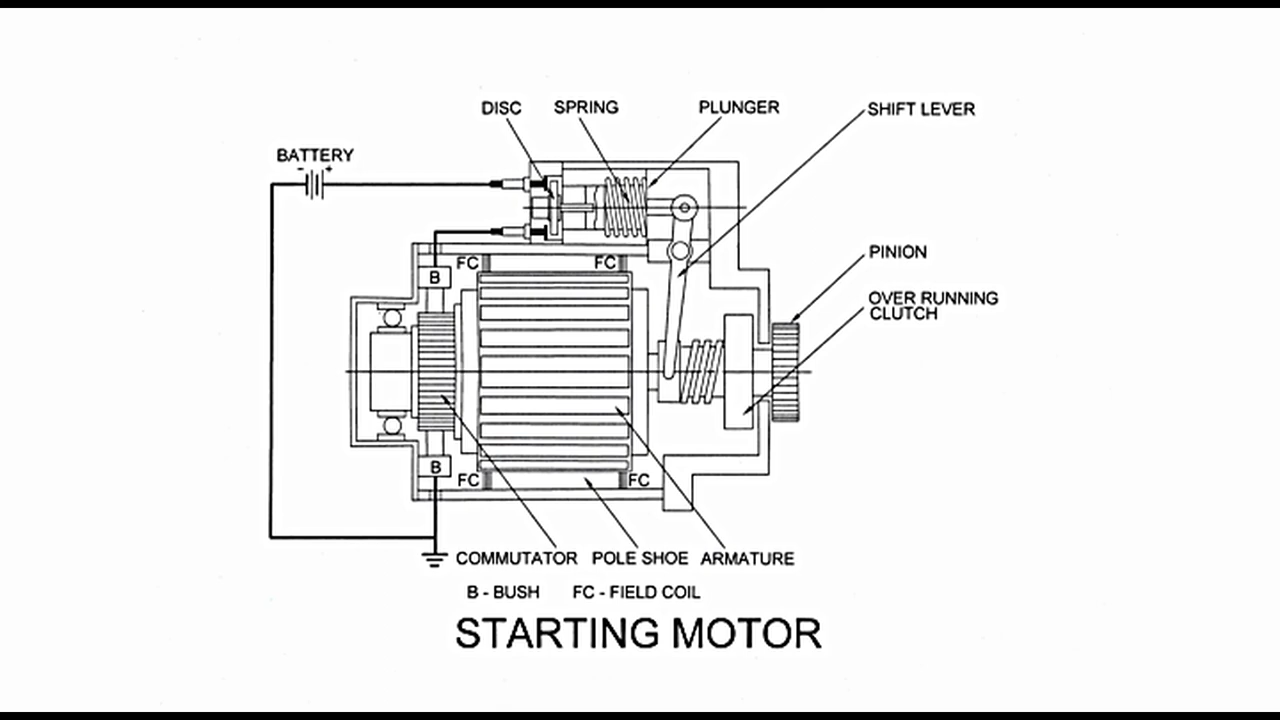 DISC SPRING PLUNGER SHIFT LEVER
BATTERY
- +
PINION
FC FC
B
OVER RUNNING
CLUTCH
B
FC FC
COMMUTATOR POLE SHOE ARMATURE
B - BUSH FC - FIELD COIL
STARTING MOTOR